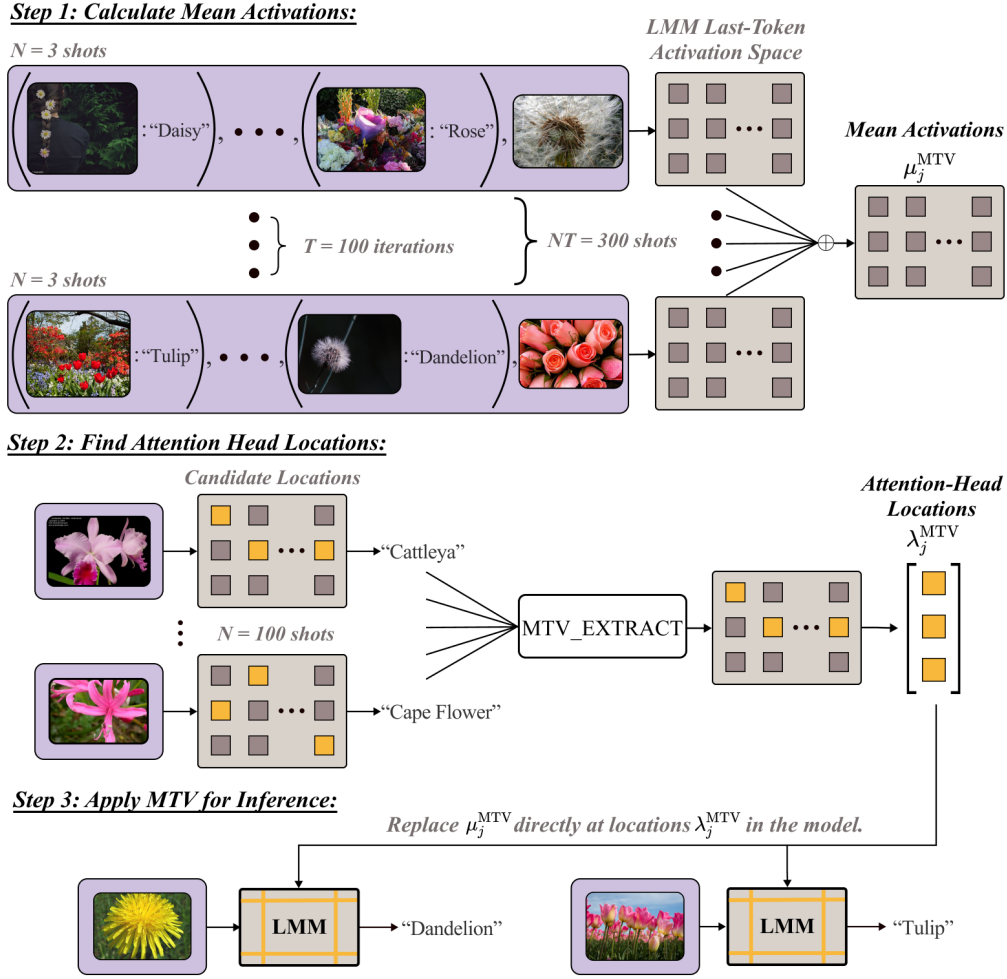 Step 1: Calculate Mean Activations:
N = 3 shots
LMM Last-Token
Activation Space
: "Daisy"
: "Rose"
Mean Activations
μ_j^MTV
T = 100 iterations
NT = 300 shots
N = 3 shots
: "Tulip"
: "Dandelion"
Step 2: Find Attention Head Locations:
Candidate Locations
Attention-Head
Locations
λ_j^MTV
"Cattleya"
N = 100 shots
MTV_EXTRACT
"Cape Flower"
Step 3: Apply MTV for Inference:
Replace μ_j^MTV directly at locations λ_j^MTV in the model.
LMM
"Dandelion"
LMM
"Tulip"